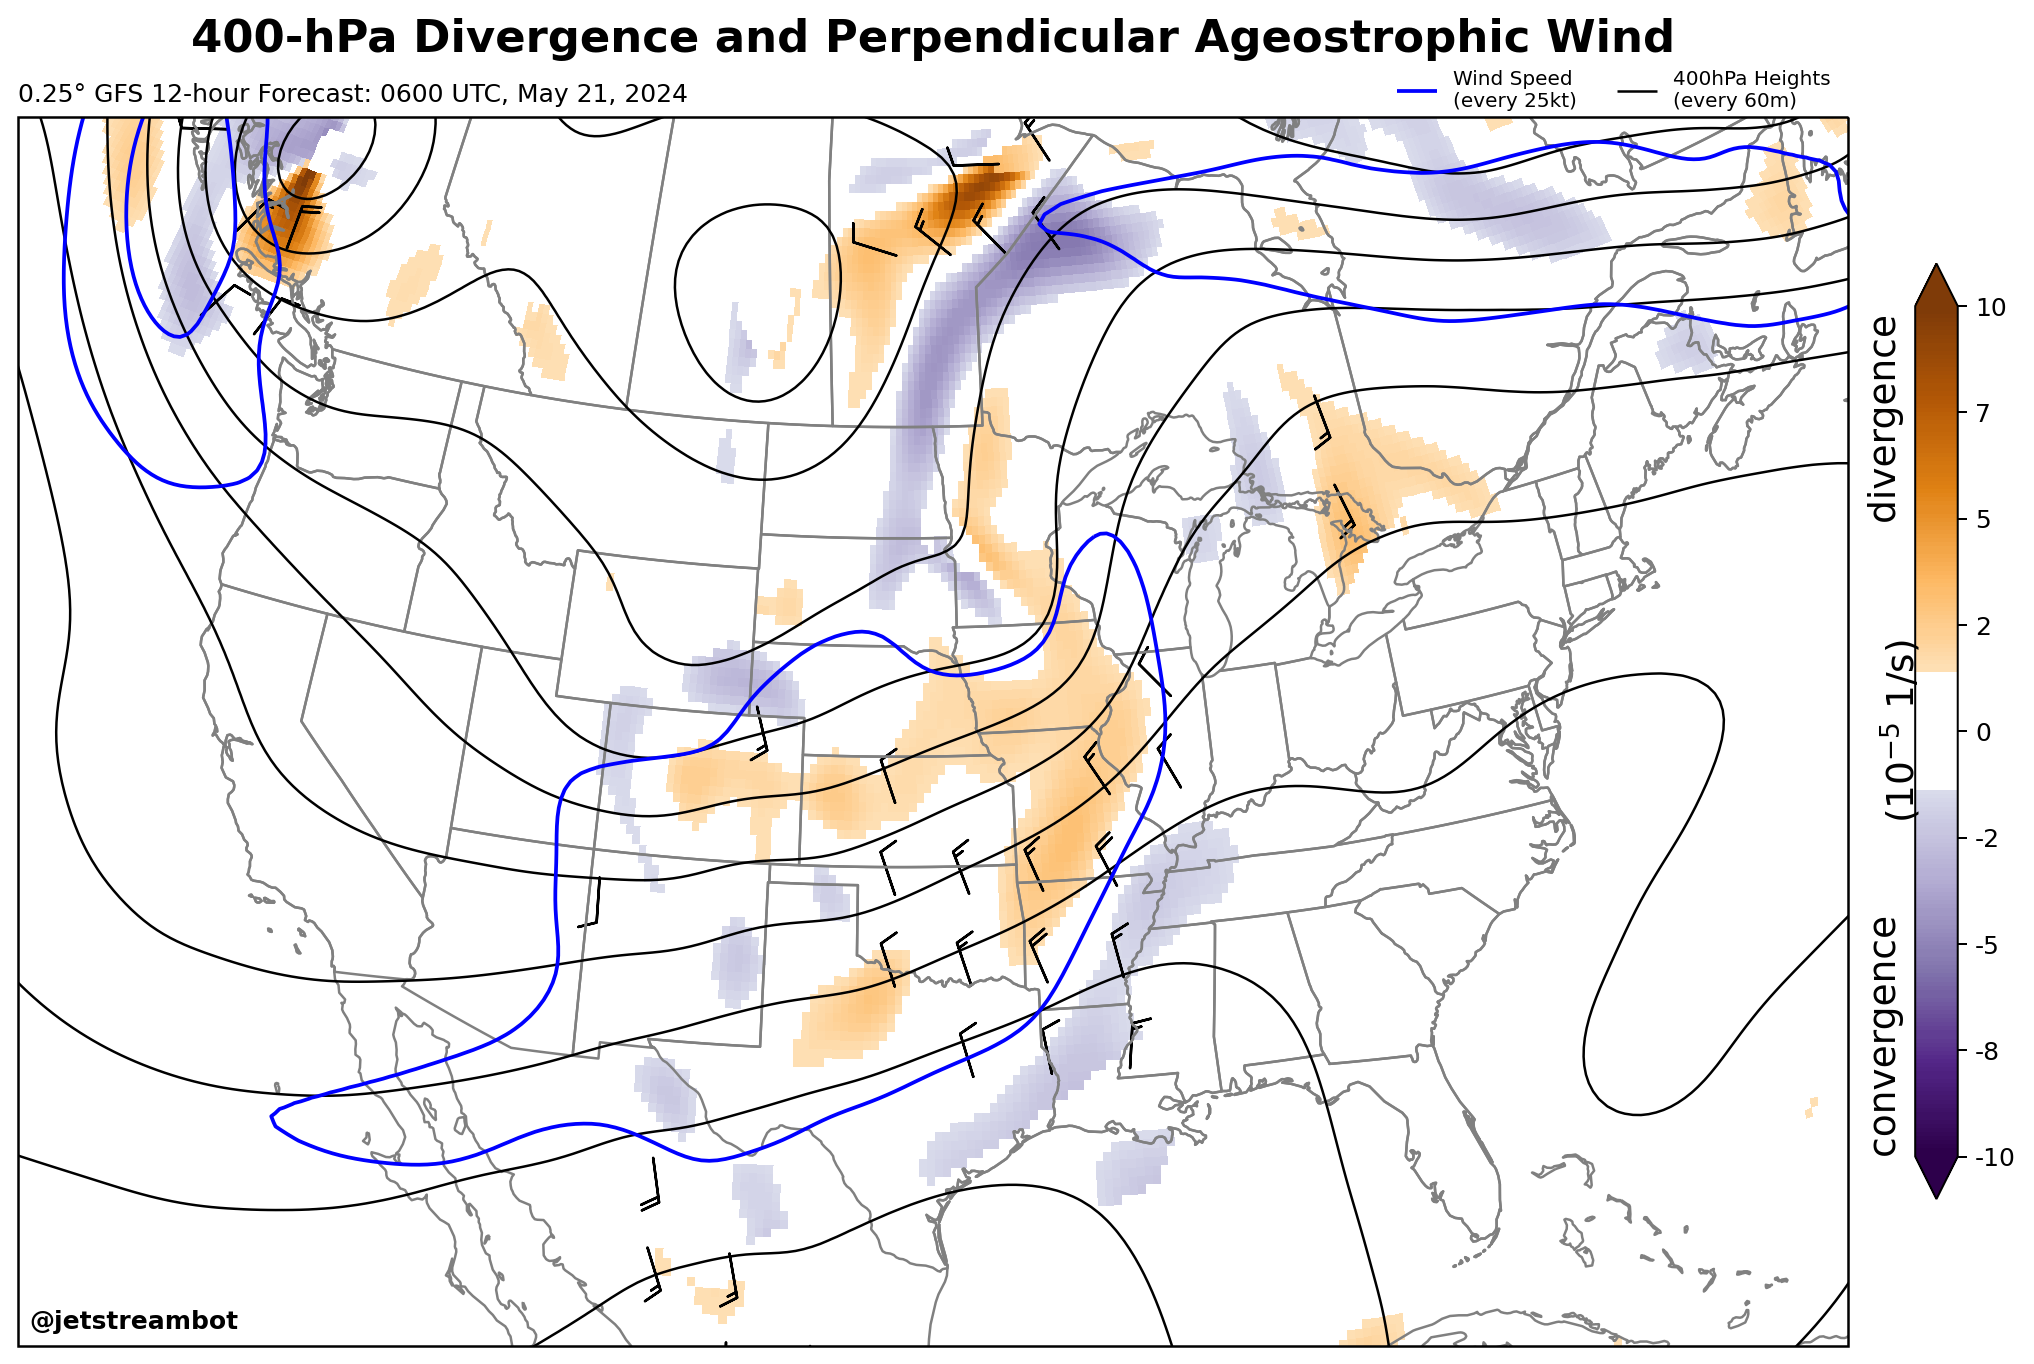 400-hPa Divergence and Perpendicular Ageostrophic Wind
0.25° GFS 12-hour Forecast: 0600 UTC, May 21, 2024
Wind Speed
(every 25kt)
400hPa Heights
(every 60m)
10
7
5
2
0
-2
-5
-8
-10
convergence (10⁻⁵ 1/s) divergence
@jetstreambot